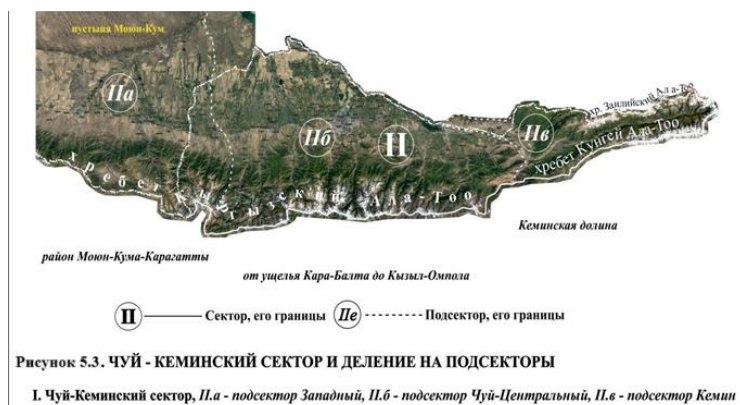 пустыня Моюн-Кум
IIа
IIб
II
IIв
хр. Заилийский Ала-Тоо
хребет Кунгей Ала-Тоо
хребет Кыргызский Ала-Тоо
Кеминская долина
район Моюн-Кума-Карагатты
от ущелья Кара-Балта до Кызыл-Омпола
II Сектор, его границы IIе Подсектор, его границы
Рисунок 5.3. ЧУЙ - КЕМИНСКИЙ СЕКТОР И ДЕЛЕНИЕ НА ПОДСЕКТОРЫ
I. Чуй-Кеминский сектор, II.а - подсектор Западный, II.б - подсектор Чуй-Центральный, II.в - подсектор Кемин